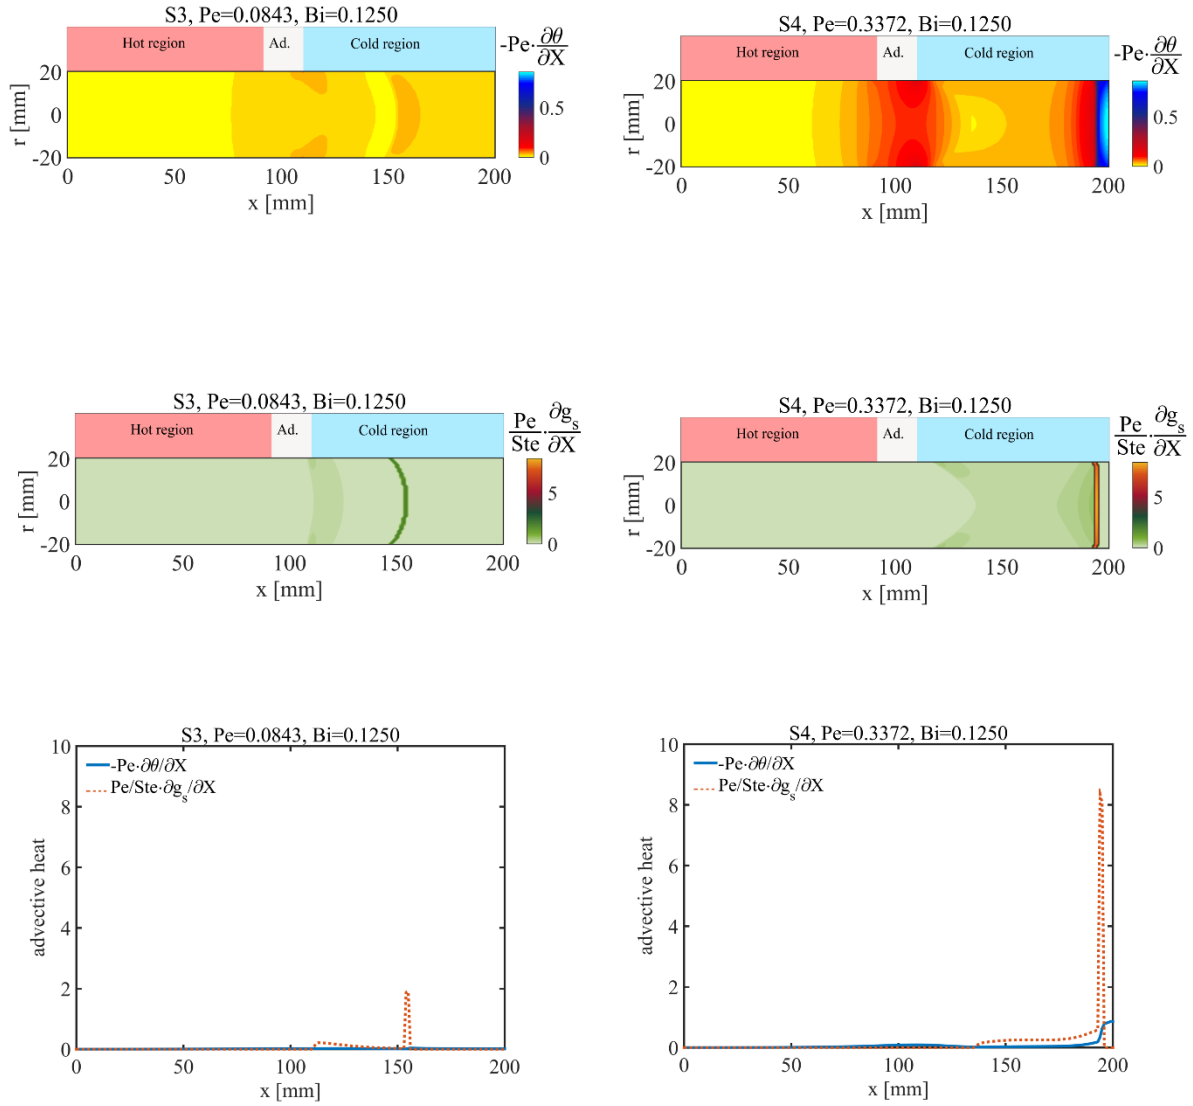 S3, Pe=0.0843, Bi=0.1250
Hot region Ad. Cold region
-Pe·∂θ/∂X
20
0
-20
r [mm]
0.5
0
0 50 100 150 200
x [mm]
S4, Pe=0.3372, Bi=0.1250
Hot region Ad. Cold region
-Pe·∂θ/∂X
20
0
-20
r [mm]
0.5
0
0 50 100 150 200
x [mm]
S3, Pe=0.0843, Bi=0.1250
Hot region Ad. Cold region
Pe/Ste·∂gs/∂X
20
0
-20
r [mm]
5
0
0 50 100 150 200
x [mm]
S4, Pe=0.3372, Bi=0.1250
Hot region Ad. Cold region
Pe/Ste·∂gs/∂X
20
0
-20
r [mm]
5
0
0 50 100 150 200
x [mm]
S3, Pe=0.0843, Bi=0.1250
-Pe·∂θ/∂X
Pe/Ste·∂gs/∂X
10
8
6
4
2
0
advective heat
0 50 100 150 200
x [mm]
S4, Pe=0.3372, Bi=0.1250
-Pe·∂θ/∂X
Pe/Ste·∂gs/∂X
10
8
6
4
2
0
advective heat
0 50 100 150 200
x [mm]